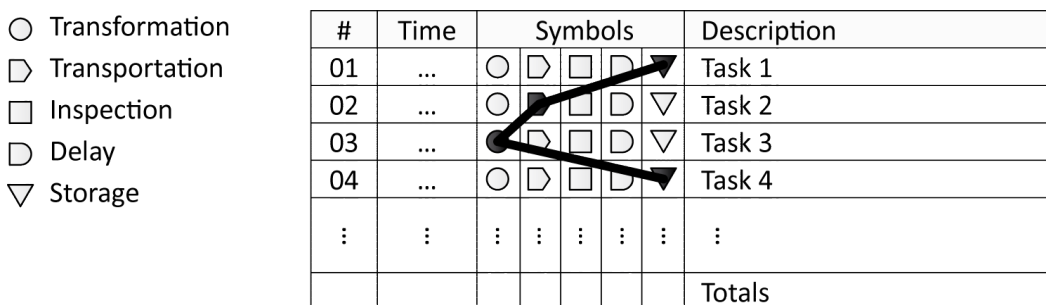 Transformation
Transportation
Inspection
Delay
Storage
# Time Symbols Description
01 ... Task 1
02 ... Task 2
03 ... Task 3
04 ... Task 4
⋮ ⋮ ⋮ ⋮ ⋮ ⋮ ⋮ ⋮
Totals